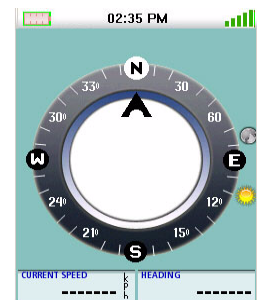 02:35 PM
N
330 30
300 60
W E
240 120
210 150
S
CURRENT SPEED kph HEADING
------- -------